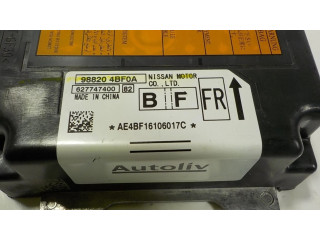 98820 4BF0A NISSAN MOTOR
CO., LTD.
627747400 82
MADE IN CHINA
B F FR
* AE4BF16106017C *
Autoliv